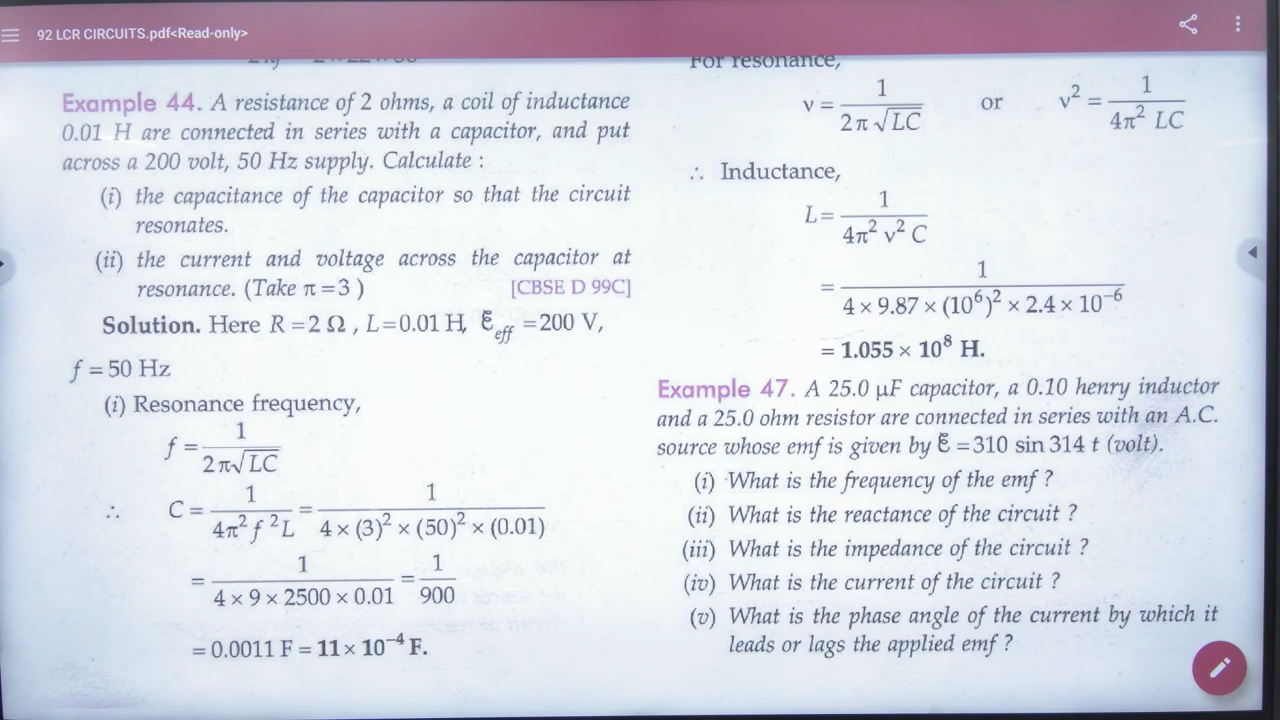 92 LCR CIRCUITS.pdf<Read-only>
Example 44. A resistance of 2 ohms, a coil of inductance
0.01 H are connected in series with a capacitor, and put
across a 200 volt, 50 Hz supply. Calculate :
(i) the capacitance of the capacitor so that the circuit
resonates.
(ii) the current and voltage across the capacitor at
resonance. (Take π = 3 ) [CBSE D 99C]
Solution. Here R = 2 Ω , L = 0.01 H, ℰeff = 200 V,
f = 50 Hz
(i) Resonance frequency,
f = 1 / 2 π√LC
∴ C = 1 / 4π² f ² L = 1 / 4 × (3)² × (50)² × (0.01)
= 1 / 4 × 9 × 2500 × 0.01 = 1 / 900
= 0.0011 F = 11 × 10⁻⁴ F.
For resonance,
ν = 1 / 2 π √LC or ν² = 1 / 4π² LC
∴ Inductance,
L = 1 / 4π² ν² C
= 1 / 4 × 9.87 × (10⁶)² × 2.4 × 10⁻⁶
= 1.055 × 10⁸ H.
Example 47. A 25.0 μF capacitor, a 0.10 henry inductor
and a 25.0 ohm resistor are connected in series with an A.C.
source whose emf is given by ℰ = 310 sin 314 t (volt).
(i) What is the frequency of the emf ?
(ii) What is the reactance of the circuit ?
(iii) What is the impedance of the circuit ?
(iv) What is the current of the circuit ?
(v) What is the phase angle of the current by which it
leads or lags the applied emf ?